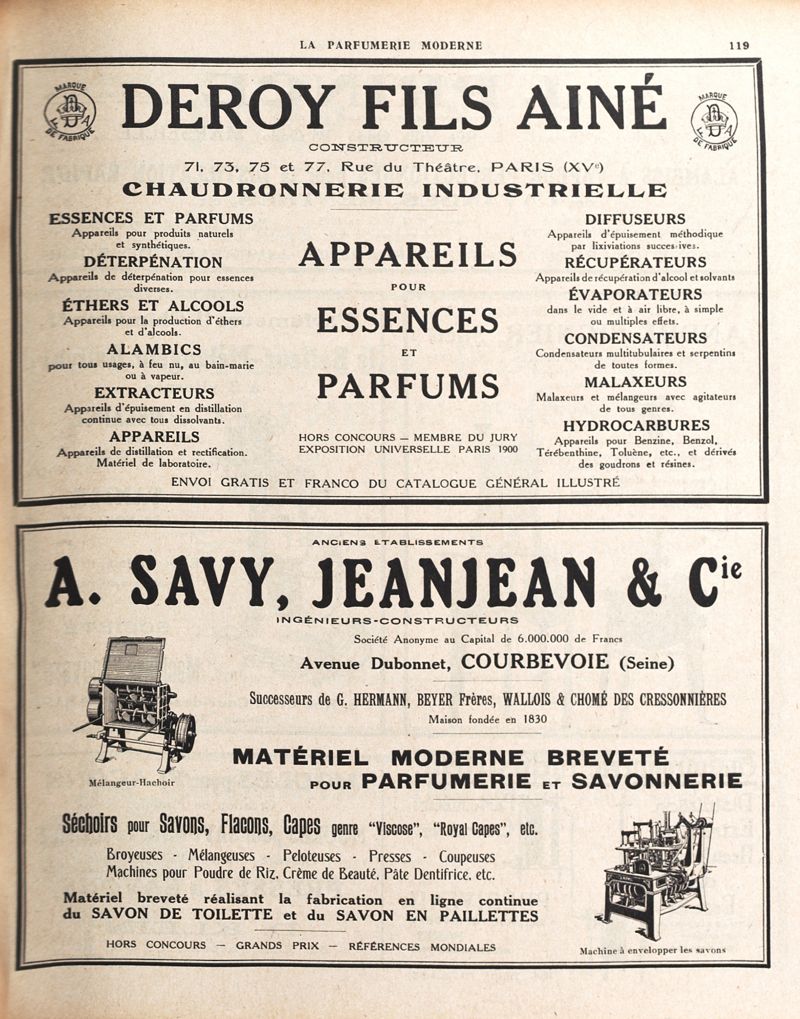 LA PARFUMERIE MODERNE
119
MARQUE
DE FABRIQUE
DEROY FILS AINÉ
MARQUE
DE FABRIQUE
CONSTRUCTEUR
71, 73, 75 et 77, Rue du Théâtre, PARIS (XVe)
CHAUDRONNERIE INDUSTRIELLE
ESSENCES ET PARFUMS
Appareils pour produits naturels
et synthétiques.
DÉTERPÉNATION
Appareils de déterpénation pour essences
diverses.
ÉTHERS ET ALCOOLS
Appareils pour la production d'éthers
et d'alcools.
ALAMBICS
pour tous usages, à feu nu, au bain-marie
ou à vapeur.
EXTRACTEURS
Appareils d'épuisement en distillation
continue avec tous dissolvants.
APPAREILS
Appareils de distillation et rectification.
Matériel de laboratoire.
APPAREILS
POUR
ESSENCES
ET
PARFUMS
HORS CONCOURS — MEMBRE DU JURY
EXPOSITION UNIVERSELLE PARIS 1900
DIFFUSEURS
Appareils d'épuisement méthodique
par lixiviations successives.
RÉCUPÉRATEURS
Appareils de récupération d'alcool et solvants
ÉVAPORATEURS
dans le vide et à air libre, à simple
ou multiples effets.
CONDENSATEURS
Condensateurs multitubulaires et serpentins
de toutes formes.
MALAXEURS
Malaxeurs et mélangeurs avec agitateurs
de tous genres.
HYDROCARBURES
Appareils pour Benzine, Benzol,
Térébenthine, Toluène, etc., et dérivés
des goudrons et résines.
ENVOI GRATIS ET FRANCO DU CATALOGUE GÉNÉRAL ILLUSTRÉ
ANCIENS ETABLISSEMENTS
A. SAVY, JEANJEAN & Cie
INGÉNIEURS-CONSTRUCTEURS
Société Anonyme au Capital de 6.000.000 de Francs
Avenue Dubonnet, COURBEVOIE (Seine)
Successeurs de G. HERMANN, BEYER Frères, WALLOIS & CHOMÉ DES CRESSONNIÈRES
Maison fondée en 1830
Mélangeur-Hachoir
MATÉRIEL MODERNE BREVETÉ
POUR PARFUMERIE ET SAVONNERIE
Séchoirs pour Savons, Flacons, Capes genre "Viscose", "Royal Capes", etc.
Broyeuses - Mélangeuses - Peloteuses - Presses - Coupeuses
Machines pour Poudre de Riz, Crème de Beauté, Pâte Dentifrice, etc.
Matériel breveté réalisant la fabrication en ligne continue
du SAVON DE TOILETTE et du SAVON EN PAILLETTES
HORS CONCOURS — GRANDS PRIX — RÉFÉRENCES MONDIALES
Machine à envelopper les savons